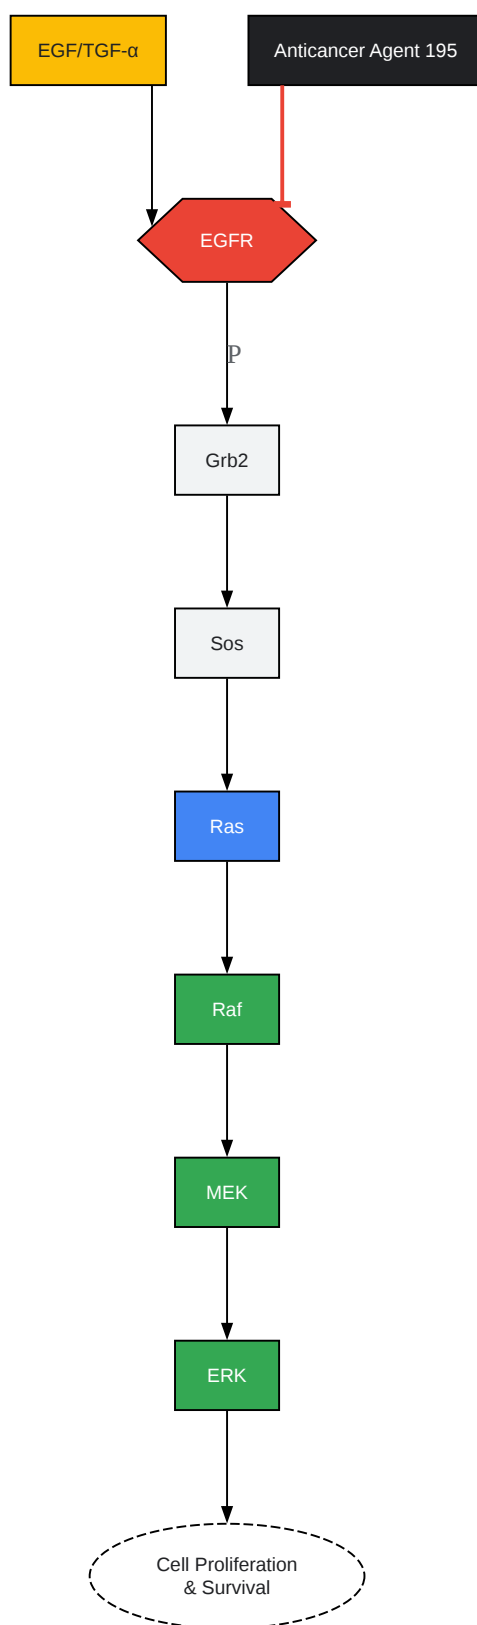 EGF/TGF-α
Anticancer Agent 195
EGFR
P
Grb2
Sos
Ras
Raf
MEK
ERK
Cell Proliferation
& Survival